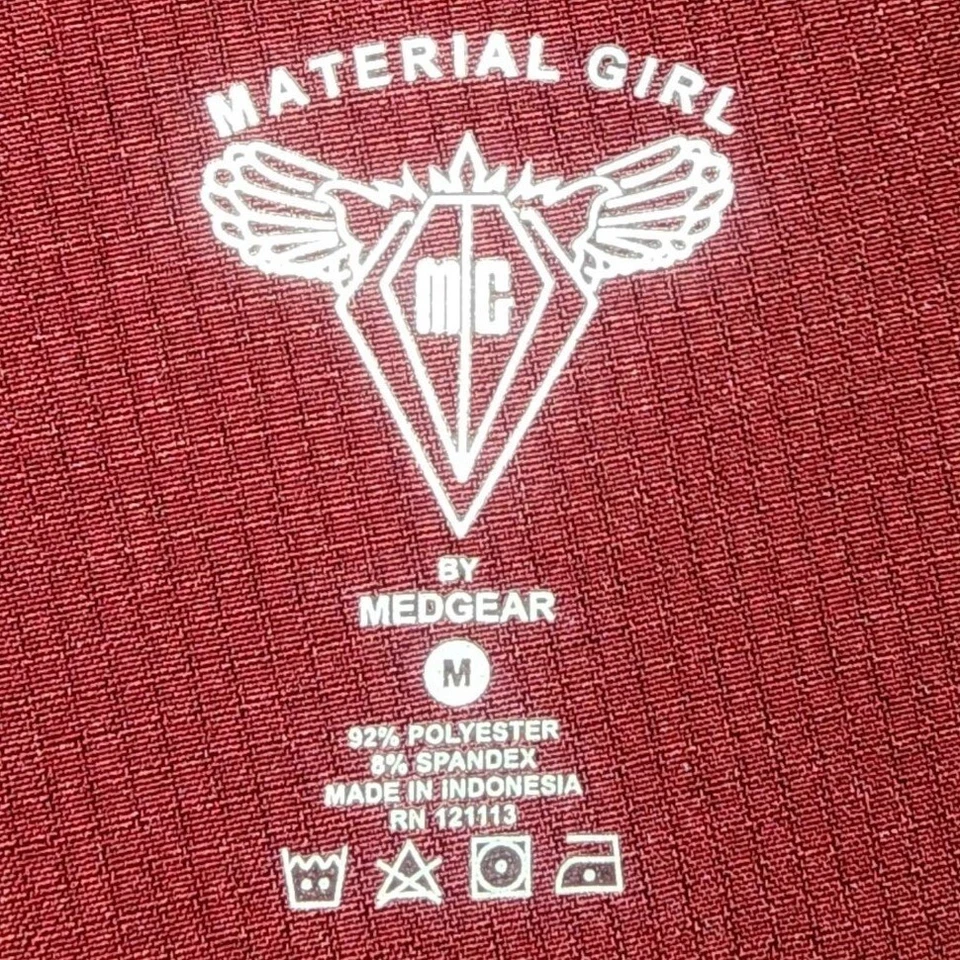 MATERIAL GIRL
MG
BY
MEDGEAR
M
92% POLYESTER
8% SPANDEX
MADE IN INDONESIA
RN 121113